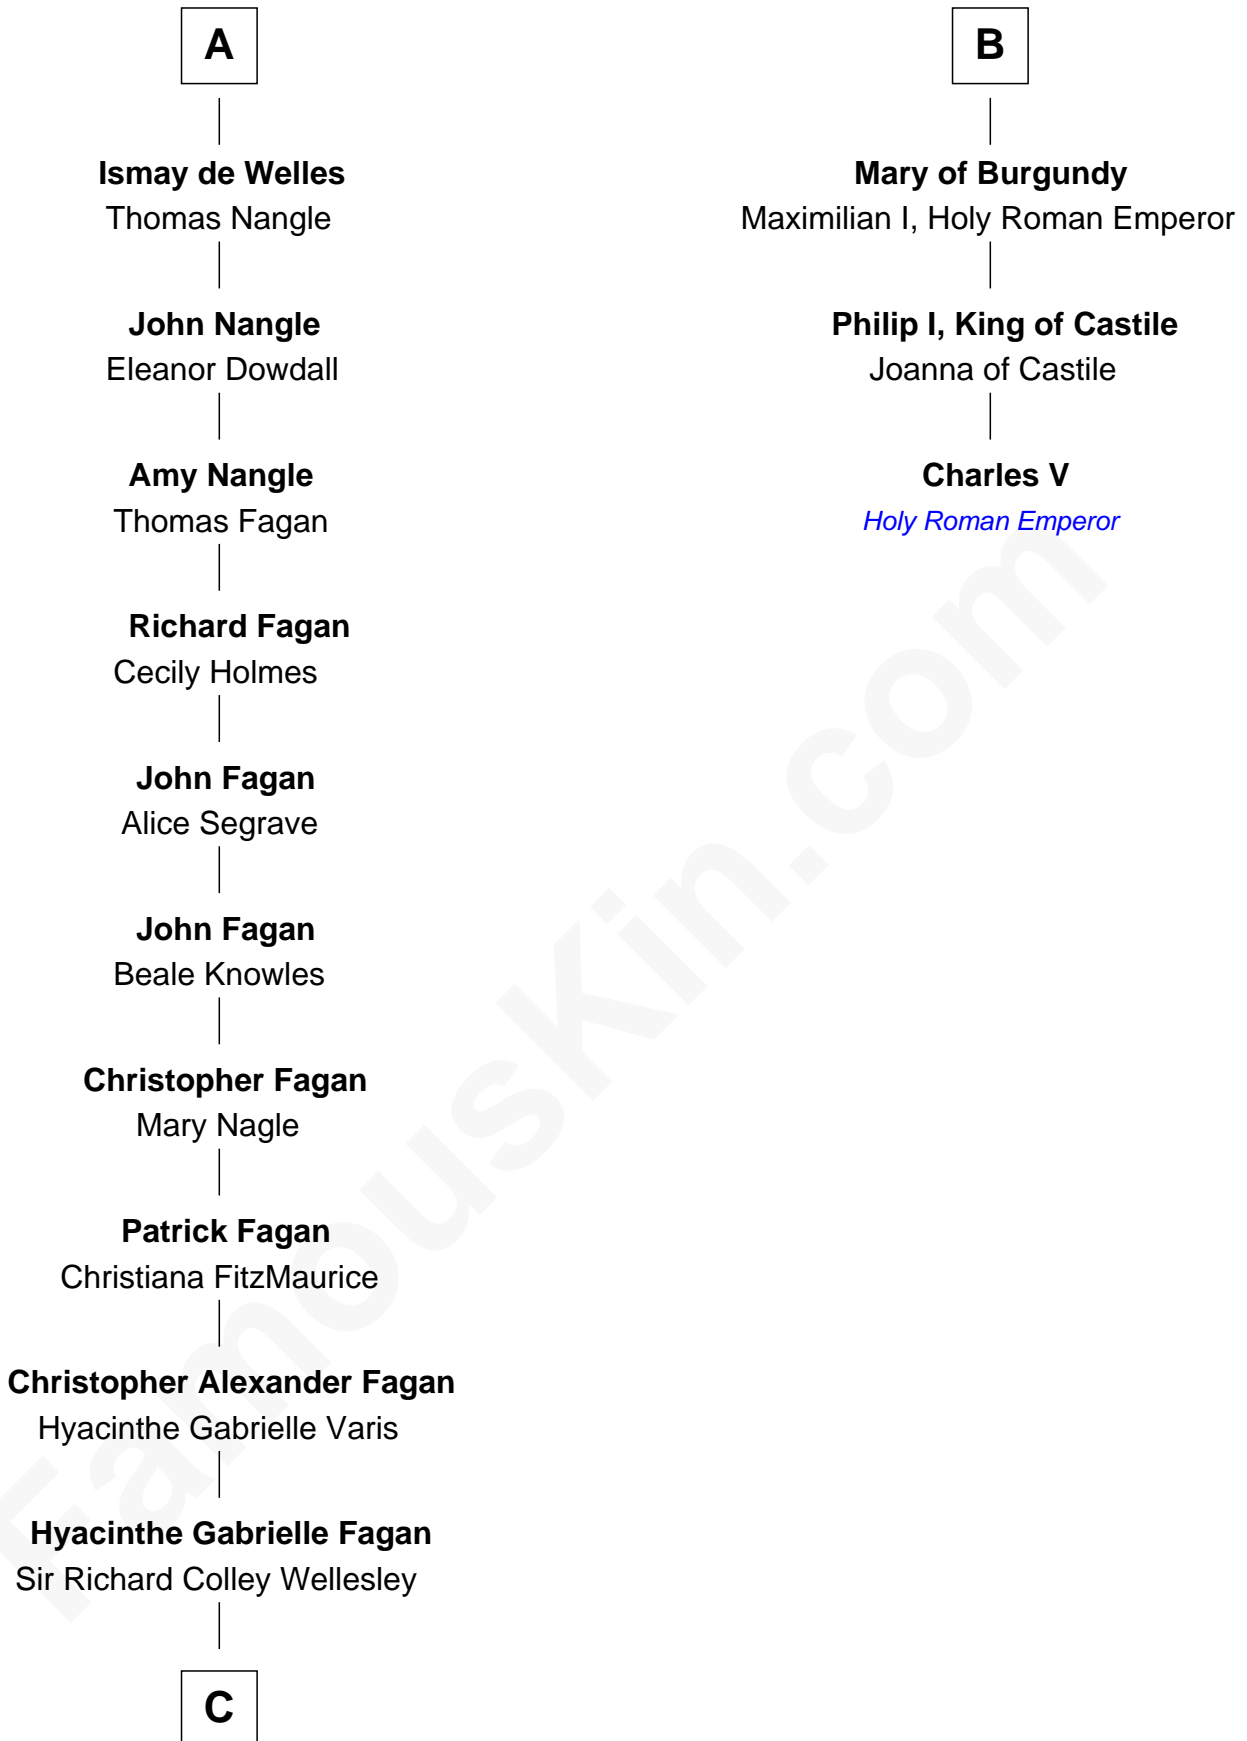 A
Ismay de Welles
Thomas Nangle
John Nangle
Eleanor Dowdall
Amy Nangle
Thomas Fagan
Richard Fagan
Cecily Holmes
John Fagan
Alice Segrave
John Fagan
Beale Knowles
Christopher Fagan
Mary Nagle
Patrick Fagan
Christiana FitzMaurice
Christopher Alexander Fagan
Hyacinthe Gabrielle Varis
Hyacinthe Gabrielle Fagan
Sir Richard Colley Wellesley
C
B
Mary of Burgundy
Maximilian I, Holy Roman Emperor
Philip I, King of Castile
Joanna of Castile
Charles V
Holy Roman Emperor
FamousKin.com